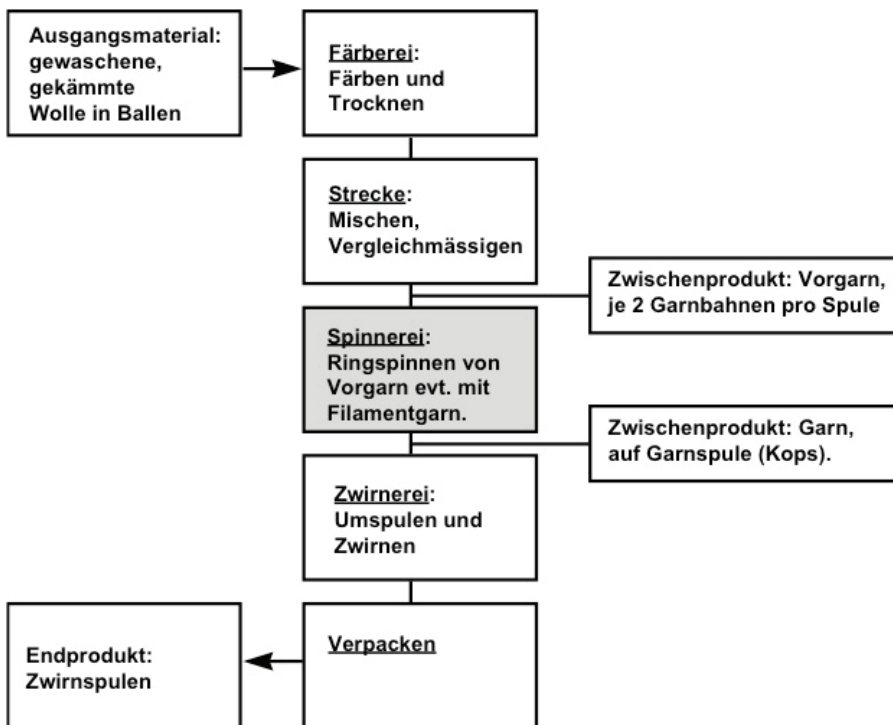 Ausgangsmaterial:
gewaschene,
gekämmte
Wolle in Ballen
Färberei:
Färben und
Trocknen
Strecke:
Mischen,
Vergleichmässigen
Zwischenprodukt: Vorgarn,
je 2 Garnbahnen pro Spule
Spinnerei:
Ringspinnen von
Vorgarn evt. mit
Filamentgarn.
Zwischenprodukt: Garn,
auf Garnspule (Kops).
Zwirnerei:
Umspulen und
Zwirnen
Verpacken
Endprodukt:
Zwirnspulen